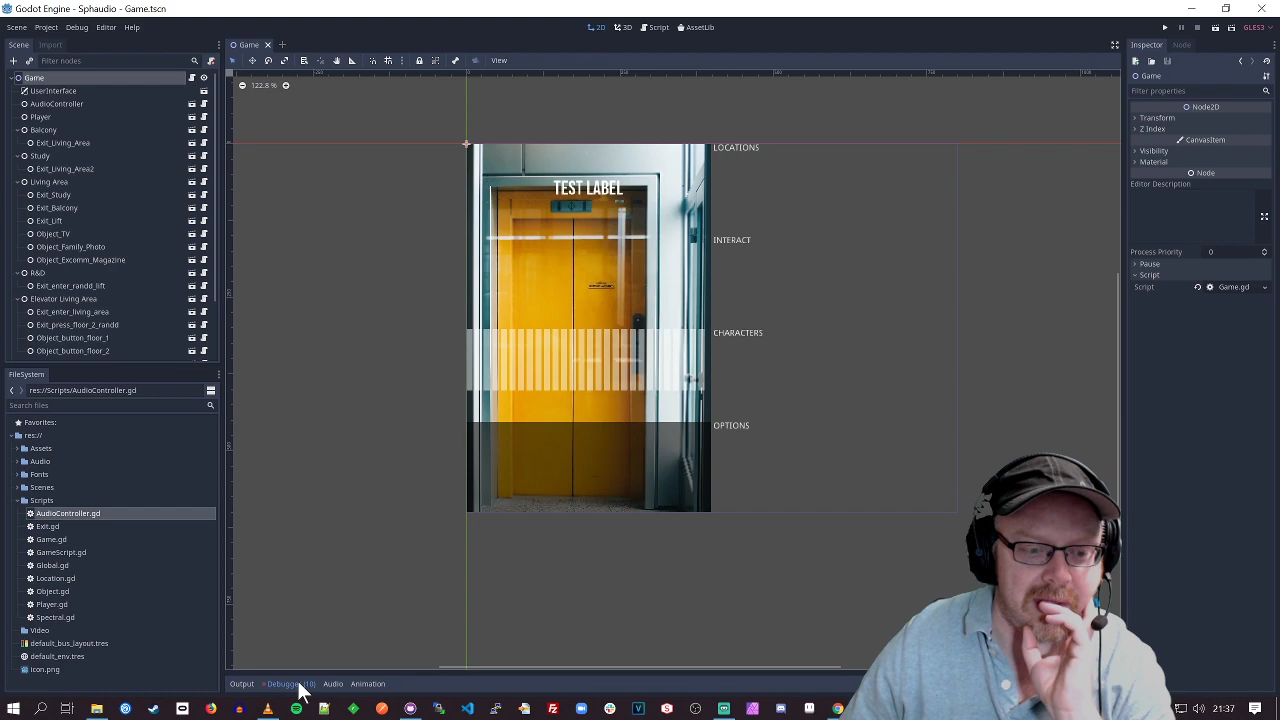 Godot Engine - Sphaudio - Game.tscn
Scene Project Debug Editor Help
2D 3D Script AssetLib
GLES3
Scene Import
Filter nodes
Game
UserInterface
AudioController
Player
Balcony
Exit_Living_Area
Study
Exit_Living_Area2
Living Area
Exit_Study
Exit_Balcony
Exit_Lift
Object_TV
Object_Family_Photo
Object_Excomm_Magazine
R&D
Exit_enter_randd_lift
Elevator Living Area
Exit_enter_living_area
Exit_press_floor_2_randd
Object_button_floor_1
Object_button_floor_2
FileSystem
res://Scripts/AudioController.gd
Search files
Favorites:
res://
Assets
Audio
Fonts
Scenes
Scripts
AudioController.gd
Exit.gd
Game.gd
GameScript.gd
Global.gd
Location.gd
Object.gd
Player.gd
Spectral.gd
Video
default_bus_layout.tres
default_env.tres
icon.png
Game
View
122.8 %
TEST LABEL
LOCATIONS
INTERACT
CHARACTERS
OPTIONS
Output Debugger (10) Audio Animation
Inspector Node
Game
Filter properties
Node2D
Transform
Z Index
CanvasItem
Visibility
Material
Node
Editor Description
Process Priority 0
Pause
Script
Script Game.gd
21:37